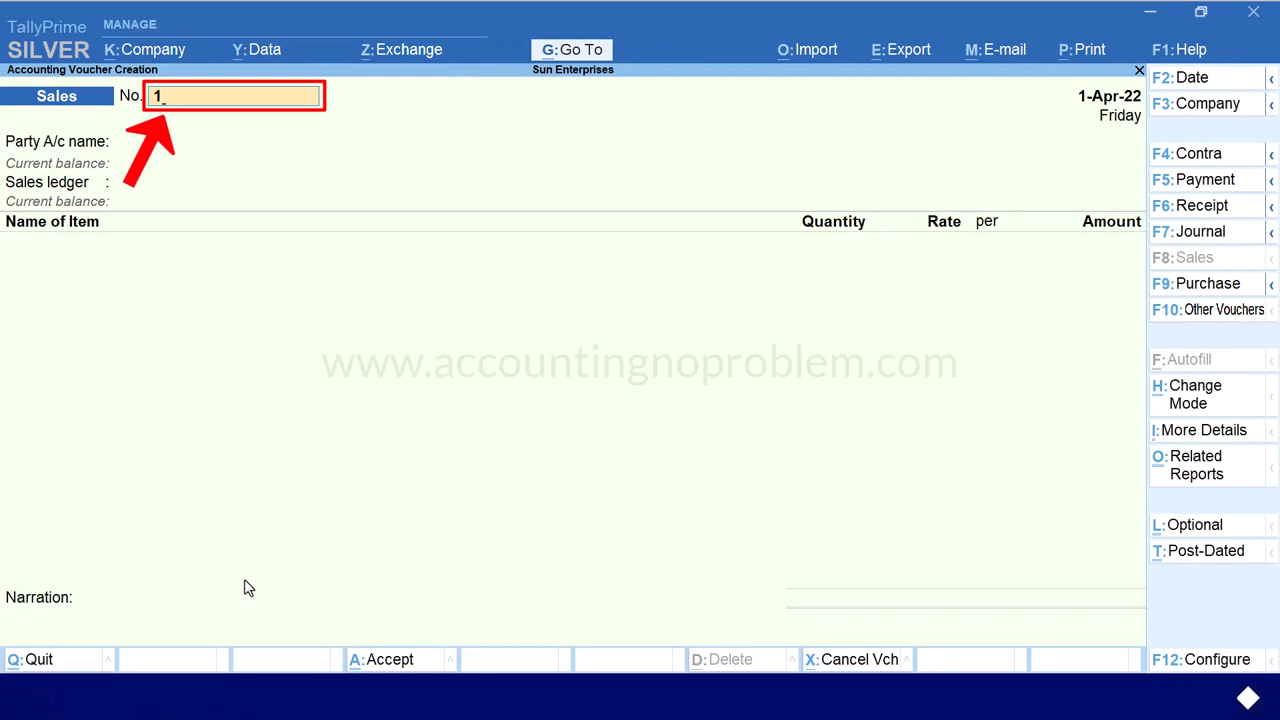 TallyPrime MANAGE
SILVER K:Company Y:Data Z:Exchange G:Go To O:Import E:Export M:E-mail P:Print F1:Help
Accounting Voucher Creation Sun Enterprises
Sales No. 1 1-Apr-22
Friday
Party A/c name:
Current balance:
Sales ledger :
Current balance:
Name of Item Quantity Rate per Amount
www.accountingnoproblem.com
Narration:
F2:Date
F3:Company
F4:Contra
F5:Payment
F6:Receipt
F7:Journal
F8:Sales
F9:Purchase
F10:Other Vouchers
F:Autofill
H:Change
Mode
I:More Details
O:Related
Reports
L:Optional
T:Post-Dated
Q:Quit A:Accept D:Delete X:Cancel Vch F12:Configure